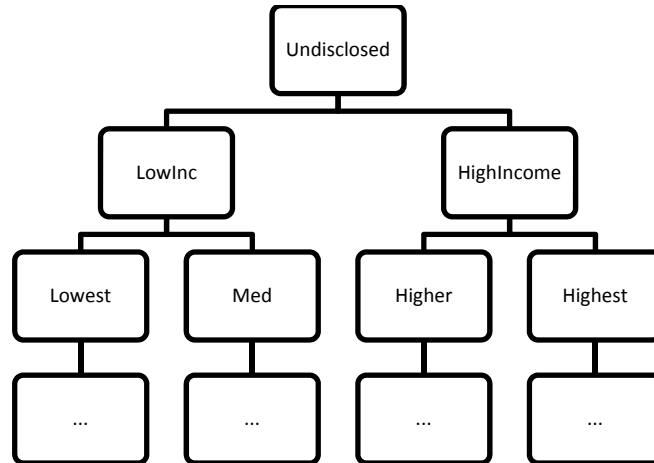 Undisclosed
LowInc
HighIncome
Lowest
Med
Higher
Highest
...
...
...
...